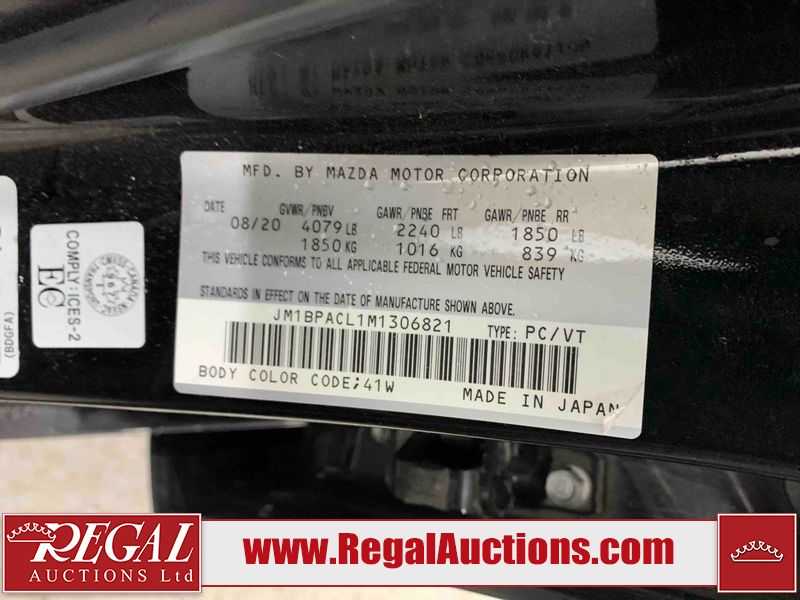 MFD. BY MAZDA MOTOR CORPORATION
DATE GVWR/PNBV GAWR/PNBE FRT GAWR/PNBE RR
08/20 4079 LB 2240 LB 1850 LB
1850 KG 1016 KG 839 KG
THIS VEHICLE CONFORMS TO ALL APPLICABLE FEDERAL MOTOR VEHICLE SAFETY
STANDARDS IN EFFECT ON THE DATE OF MANUFACTURE SHOWN ABOVE.
JM1BPACL1M1306821 TYPE: PC/VT
BODY COLOR CODE;41W MADE IN JAPAN
COMPLY:ICES-2
EC
(BDGFA)
REGAL
AUCTIONS Ltd
www.RegalAuctions.com